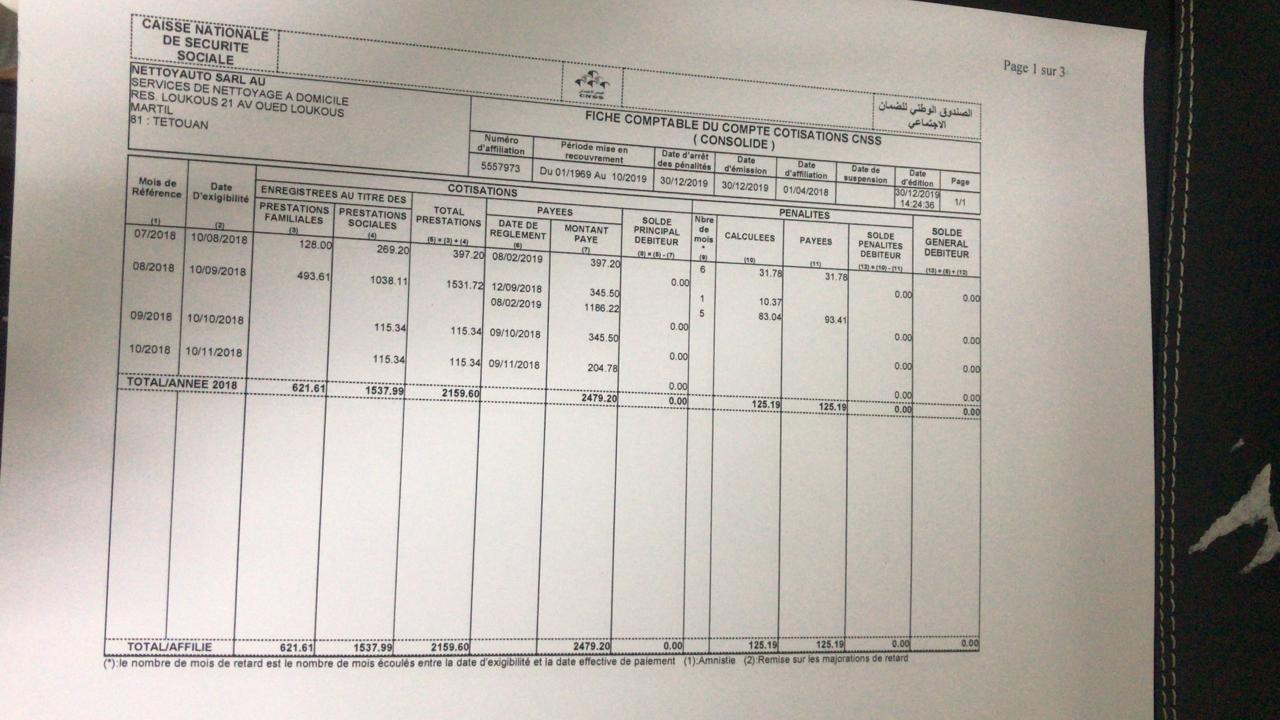 Page 1 sur 3
CAISSE NATIONALE
DE SECURITE
SOCIALE
CNSS
الصندوق الوطني للضمان
الاجتماعي
NETTOYAUTO SARL AU
SERVICES DE NETTOYAGE A DOMICILE
RES. LOUKOUS 21 AV OUED LOUKOUS
MARTIL
81 : TETOUAN
FICHE COMPTABLE DU COMPTE COTISATIONS CNSS
( CONSOLIDE )
Numéro d'affiliation Période mise en recouvrement Date d'arrêt des pénalités Date d'émission Date d'affiliation Date de suspension Date d'édition Page
5557973 Du 01/1969 Au 10/2019 30/12/2019 30/12/2019 01/04/2018 30/12/2019 14:24:36 1/1
COTISATIONS PENALITES
ENREGISTREES AU TITRE DES PAYEES
Mois de Référence Date D'exigibilité PRESTATIONS FAMILIALES PRESTATIONS SOCIALES TOTAL PRESTATIONS DATE DE REGLEMENT MONTANT PAYE SOLDE PRINCIPAL DEBITEUR Nbre de mois * CALCULEES PAYEES SOLDE PENALITES DEBITEUR SOLDE GENERAL DEBITEUR
(1) (2) (3) (4) (5) = (3) + (4) (6) (7) (8) = (5) - (7) (9) (10) (11) (12) = (10) - (11) (13) = (8) + (12)
07/2018 10/08/2018 128.00 269.20 397.20 08/02/2019 397.20 6 31.78 31.78
0.00 0.00 0.00
08/2018 10/09/2018 493.61 1038.11 1531.72 12/09/2018 345.50 1 10.37
08/02/2019 1186.22 5 83.04 93.41
0.00 0.00 0.00
09/2018 10/10/2018 115.34 115.34 09/10/2018 345.50
0.00 0.00 0.00
10/2018 10/11/2018 115.34 115.34 09/11/2018 204.78
0.00 0.00 0.00
TOTAL/ANNEE 2018 621.61 1537.99 2159.60 2479.20 0.00 125.19 125.19 0.00 0.00
TOTAL/AFFILIE 621.61 1537.99 2159.60 2479.20 0.00 125.19 125.19 0.00 0.00
(*):le nombre de mois de retard est le nombre de mois écoulés entre la date d'exigibilité et la date effective de paiement (1):Amnistie (2):Remise sur les majorations de retard